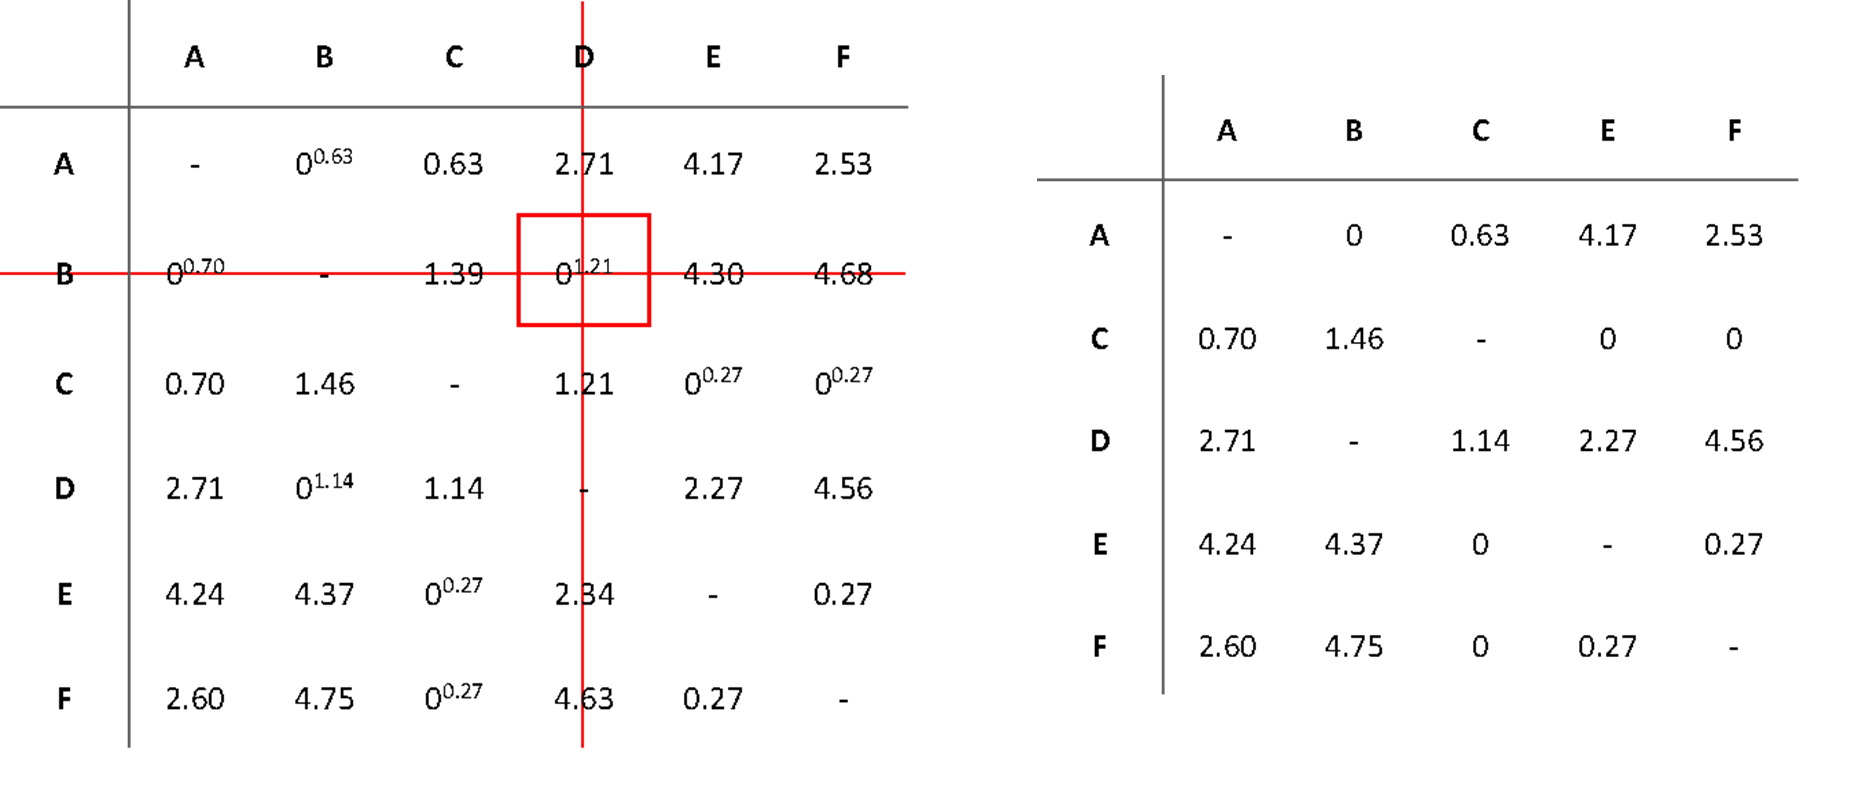 A B C D E F
A - 0^0.63 0.63 2.71 4.17 2.53
B 0^0.70 - 1.39 0^1.21 4.30 4.68
C 0.70 1.46 - 1.21 0^0.27 0^0.27
D 2.71 0^1.14 1.14 - 2.27 4.56
E 4.24 4.37 0^0.27 2.34 - 0.27
F 2.60 4.75 0^0.27 4.63 0.27 -
A B C E F
A - 0 0.63 4.17 2.53
C 0.70 1.46 - 0 0
D 2.71 - 1.14 2.27 4.56
E 4.24 4.37 0 - 0.27
F 2.60 4.75 0 0.27 -